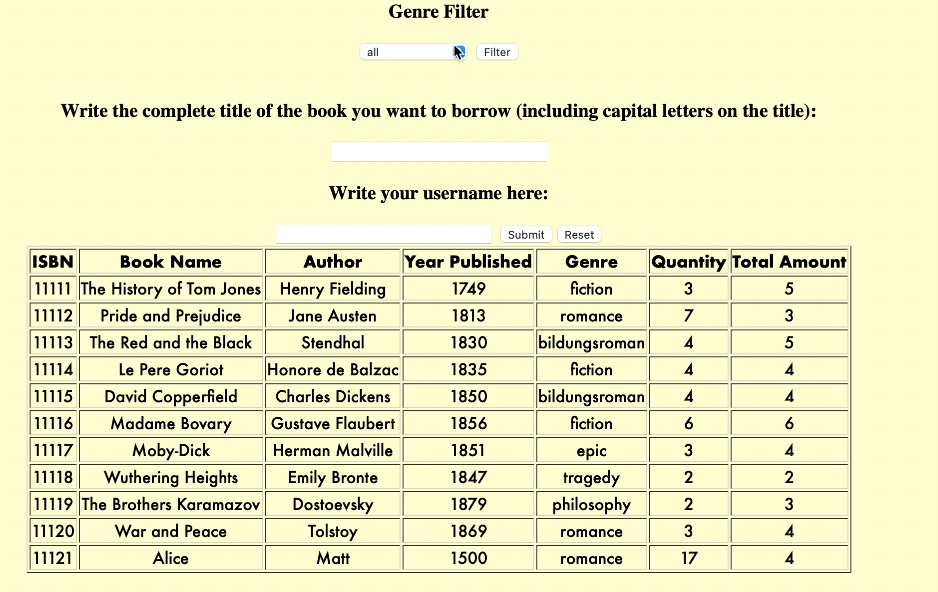 Genre Filter
all Filter
Write the complete title of the book you want to borrow (including capital letters on the title):
Write your username here:
Submit Reset
ISBN Book Name Author Year Published Genre Quantity Total Amount
11111 The History of Tom Jones Henry Fielding 1749 fiction 3 5
11112 Pride and Prejudice Jane Austen 1813 romance 7 3
11113 The Red and the Black Stendhal 1830 bildungsroman 4 5
11114 Le Pere Goriot Honore de Balzac 1835 fiction 4 4
11115 David Copperfield Charles Dickens 1850 bildungsroman 4 4
11116 Madame Bovary Gustave Flaubert 1856 fiction 6 6
11117 Moby-Dick Herman Malville 1851 epic 3 4
11118 Wuthering Heights Emily Bronte 1847 tragedy 2 2
11119 The Brothers Karamazov Dostoevsky 1879 philosophy 2 3
11120 War and Peace Tolstoy 1869 romance 3 4
11121 Alice Matt 1500 romance 17 4